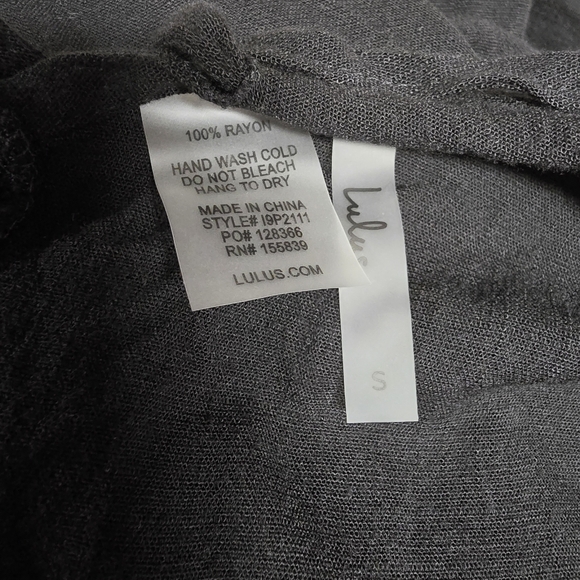 100% RAYON
HAND WASH COLD
DO NOT BLEACH
HANG TO DRY
MADE IN CHINA
STYLE# I9P2111
PO# 128366
RN# 155839
LULUS.COM
Lulus
S